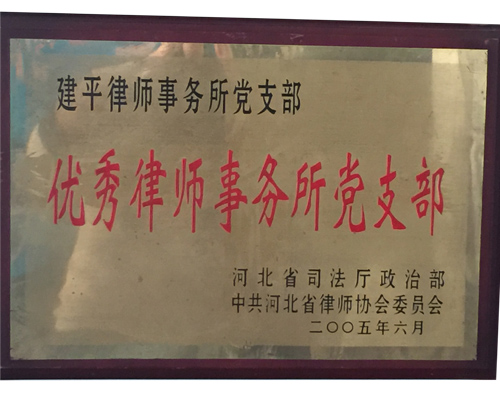 建平律师事务所党支部
优秀律师事务所党支部
河北省司法厅政治部
中共河北省律师协会委员会
二〇〇五年六月